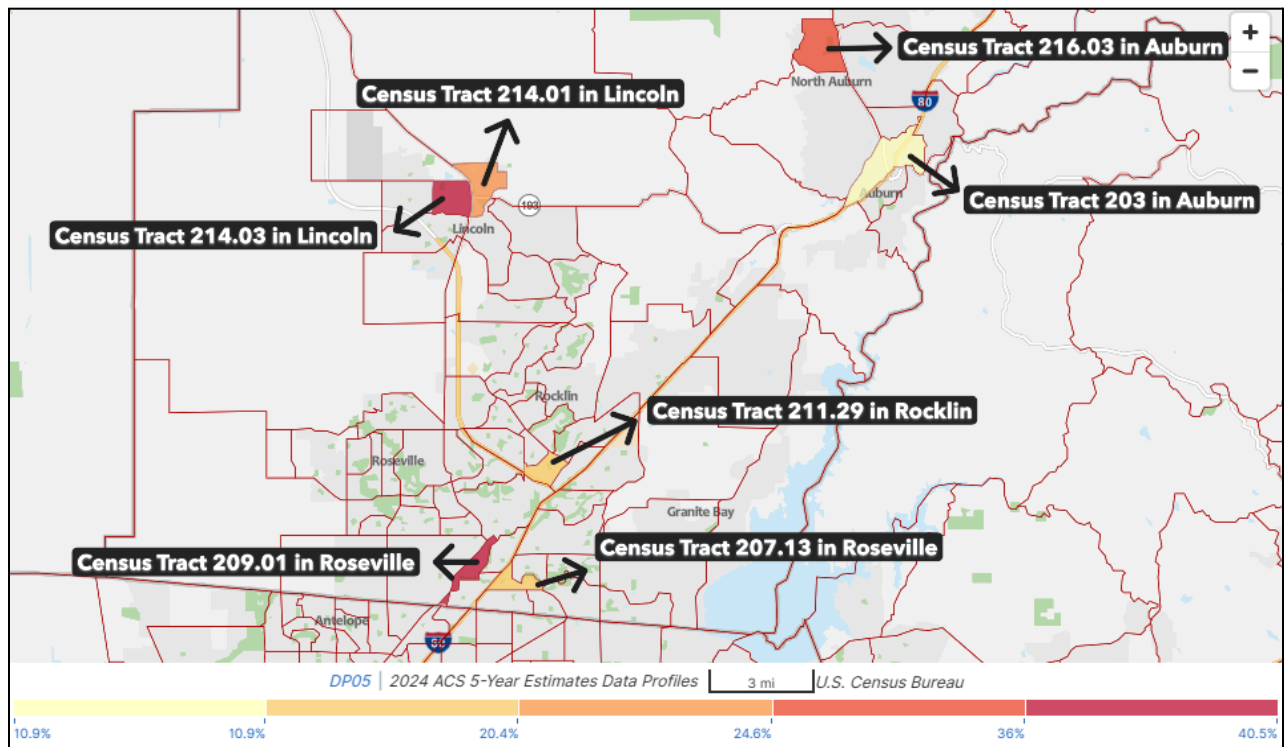 +
−
Census Tract 216.03 in Auburn
North Auburn
Census Tract 214.01 in Lincoln
80
Auburn
Census Tract 203 in Auburn
193
Census Tract 214.03 in Lincoln
Lincoln
Rocklin
Census Tract 211.29 in Rocklin
Roseville
Granite Bay
Census Tract 207.13 in Roseville
Census Tract 209.01 in Roseville
Antelope
80
DP05 | 2024 ACS 5-Year Estimates Data Profiles 3 mi U.S. Census Bureau
10.9% 10.9% 20.4% 24.6% 36% 40.5%